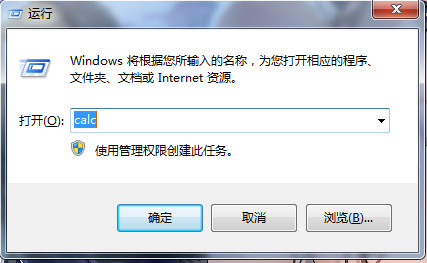 运行
Windows 将根据您所输入的名称，为您打开相应的程序、
文件夹、文档或 Internet 资源。
打开(O): calc
使用管理权限创建此任务。
确定 取消 浏览(B)...